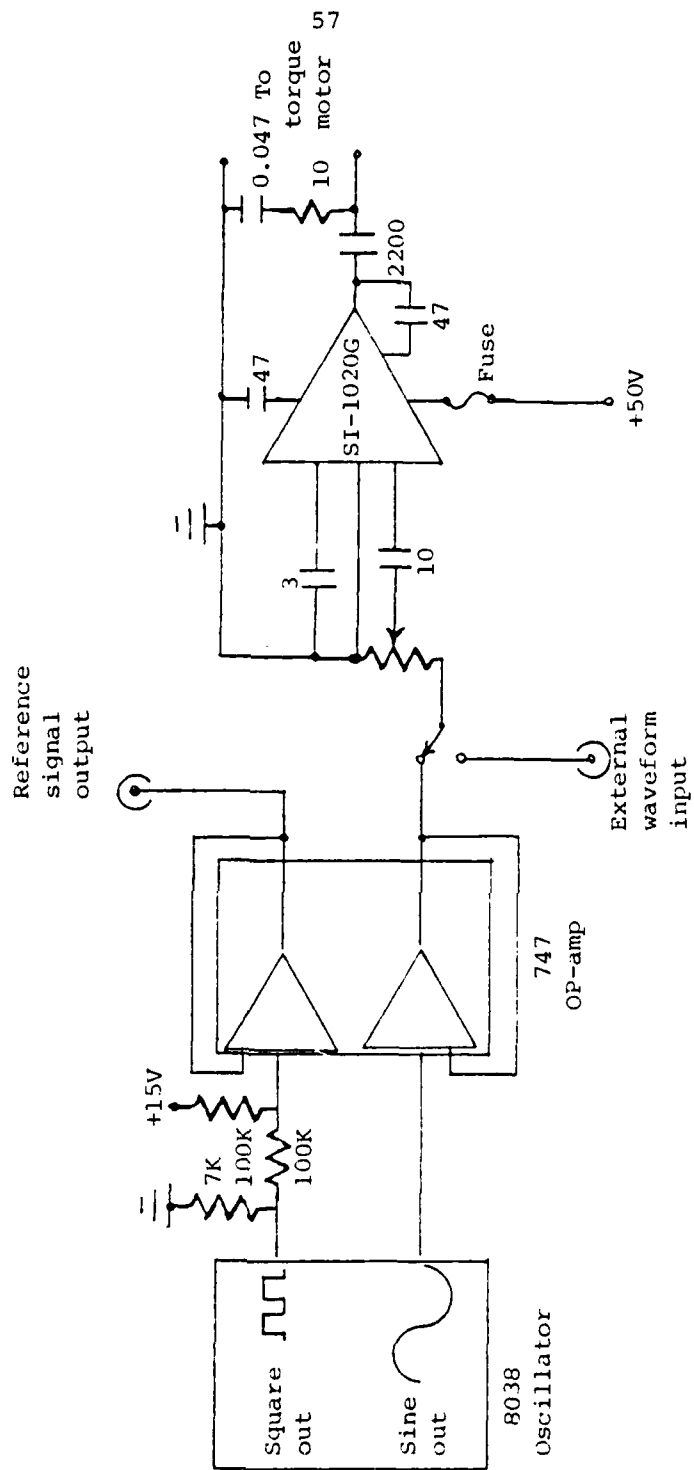 57
Square
out
Sine
out
8038
Oscillator
7K
100K
100K
+15V
747
OP-amp
Reference
signal
output
External
waveform
input
3
10
SI-1020G
47
47
2200
Fuse
+50V
0.047
10
To
torque
motor